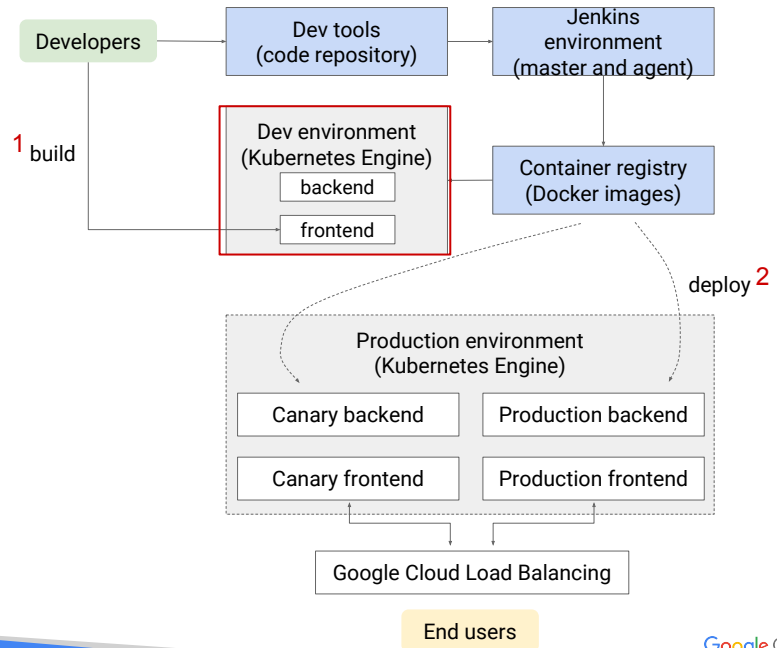 Developers
Dev tools
(code repository)
Jenkins
environment
(master and agent)
1 build
Dev environment
(Kubernetes Engine)
backend
frontend
Container registry
(Docker images)
deploy 2
Production environment
(Kubernetes Engine)
Canary backend
Production backend
Canary frontend
Production frontend
Google Cloud Load Balancing
End users
Google